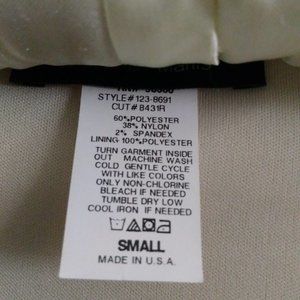 STYLE# 123-8691
CUT# 8431R
60% POLYESTER
38% NYLON
2% SPANDEX
LINING 100% POLYESTER
TURN GARMENT INSIDE
OUT MACHINE WASH
COLD GENTLE CYCLE
WITH LIKE COLORS
ONLY NON-CHLORINE
BLEACH IF NEEDED
TUMBLE DRY LOW
COOL IRON IF NEEDED
SMALL
MADE IN U.S.A.